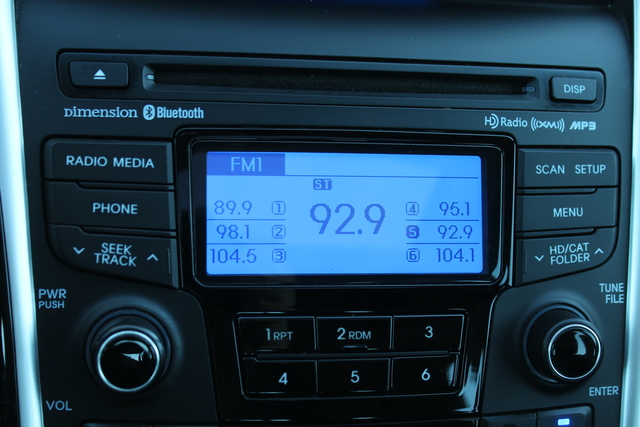 DISP
Dimension Bluetooth
HD Radio ((XM)) MP3
RADIO MEDIA
PHONE
SEEK
TRACK
FM1
ST
92.9
89.9 1
98.1 2
104.5 3
4 95.1
5 92.9
6 104.1
SCAN SETUP
MENU
HD/CAT
FOLDER
PWR
PUSH
VOL
1 RPT 2 RDM 3
4 5 6
TUNE
FILE
ENTER